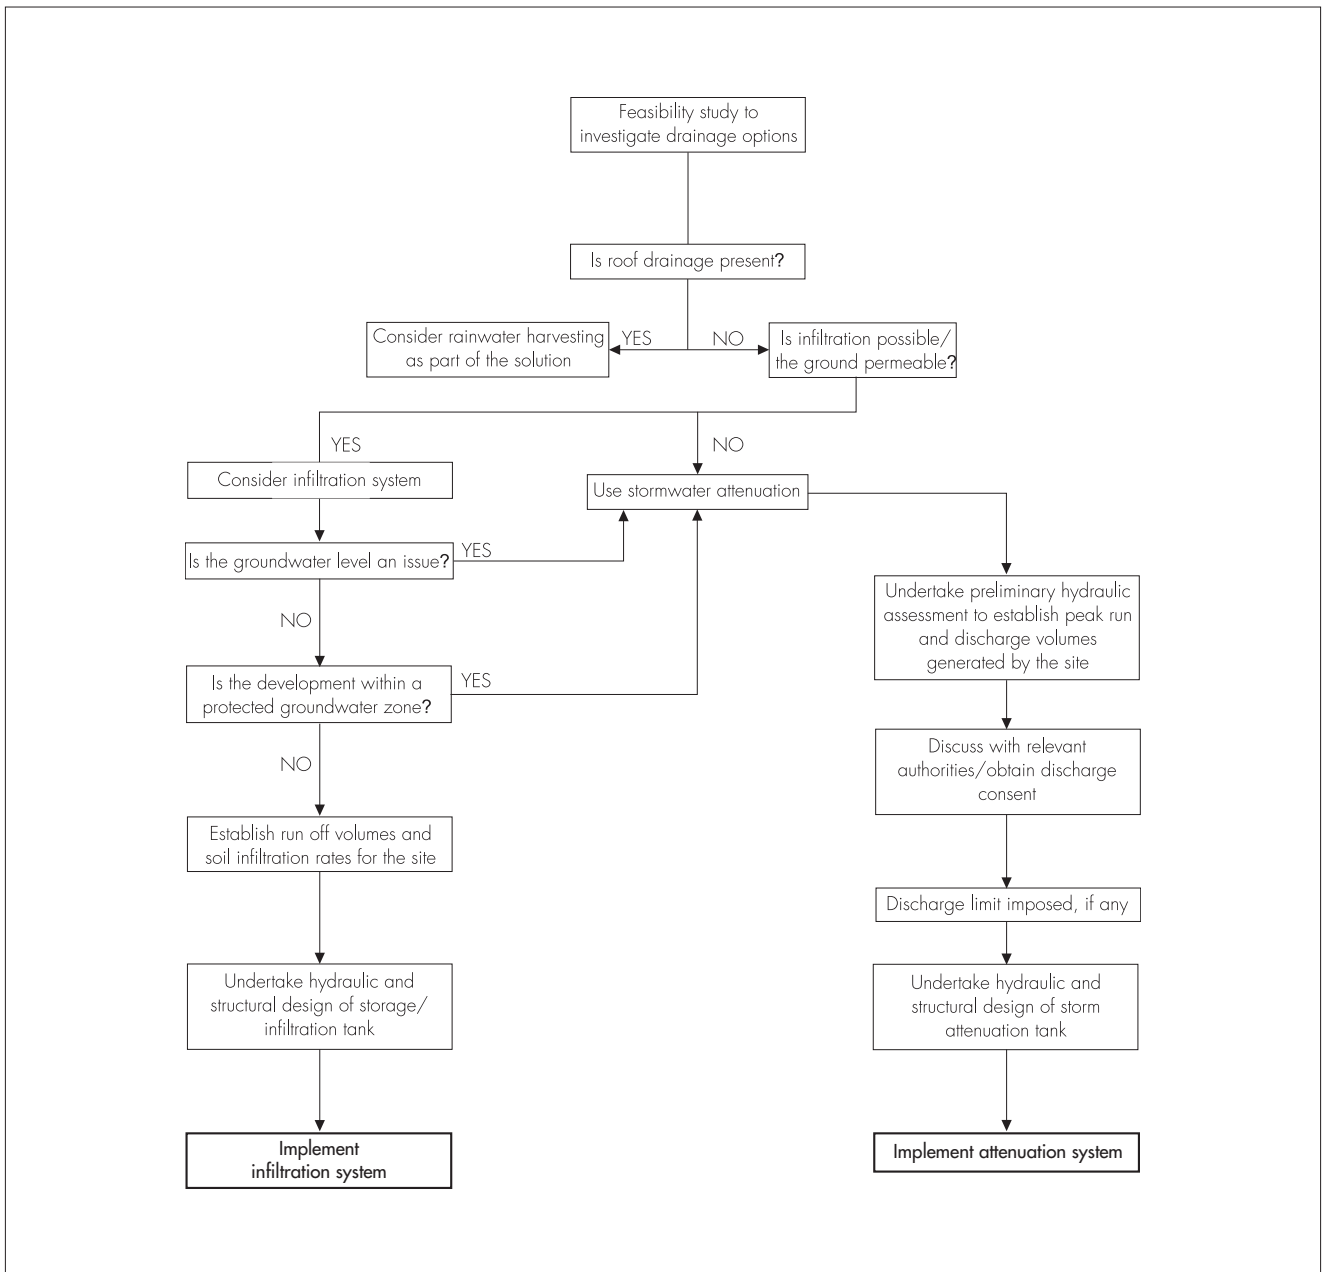 Feasibility study to
investigate drainage options
Is roof drainage present?
Consider rainwater harvesting
as part of the solution
YES
NO
Is infiltration possible/
the ground permeable?
YES
NO
Consider infiltration system
Use stormwater attenuation
Is the groundwater level an issue?
YES
NO
Is the development within a
protected groundwater zone?
YES
NO
Establish run off volumes and
soil infiltration rates for the site
Undertake hydraulic and
structural design of storage/
infiltration tank
Implement
infiltration system
Undertake preliminary hydraulic
assessment to establish peak run
and discharge volumes
generated by the site
Discuss with relevant
authorities/obtain discharge
consent
Discharge limit imposed, if any
Undertake hydraulic and
structural design of storm
attenuation tank
Implement attenuation system